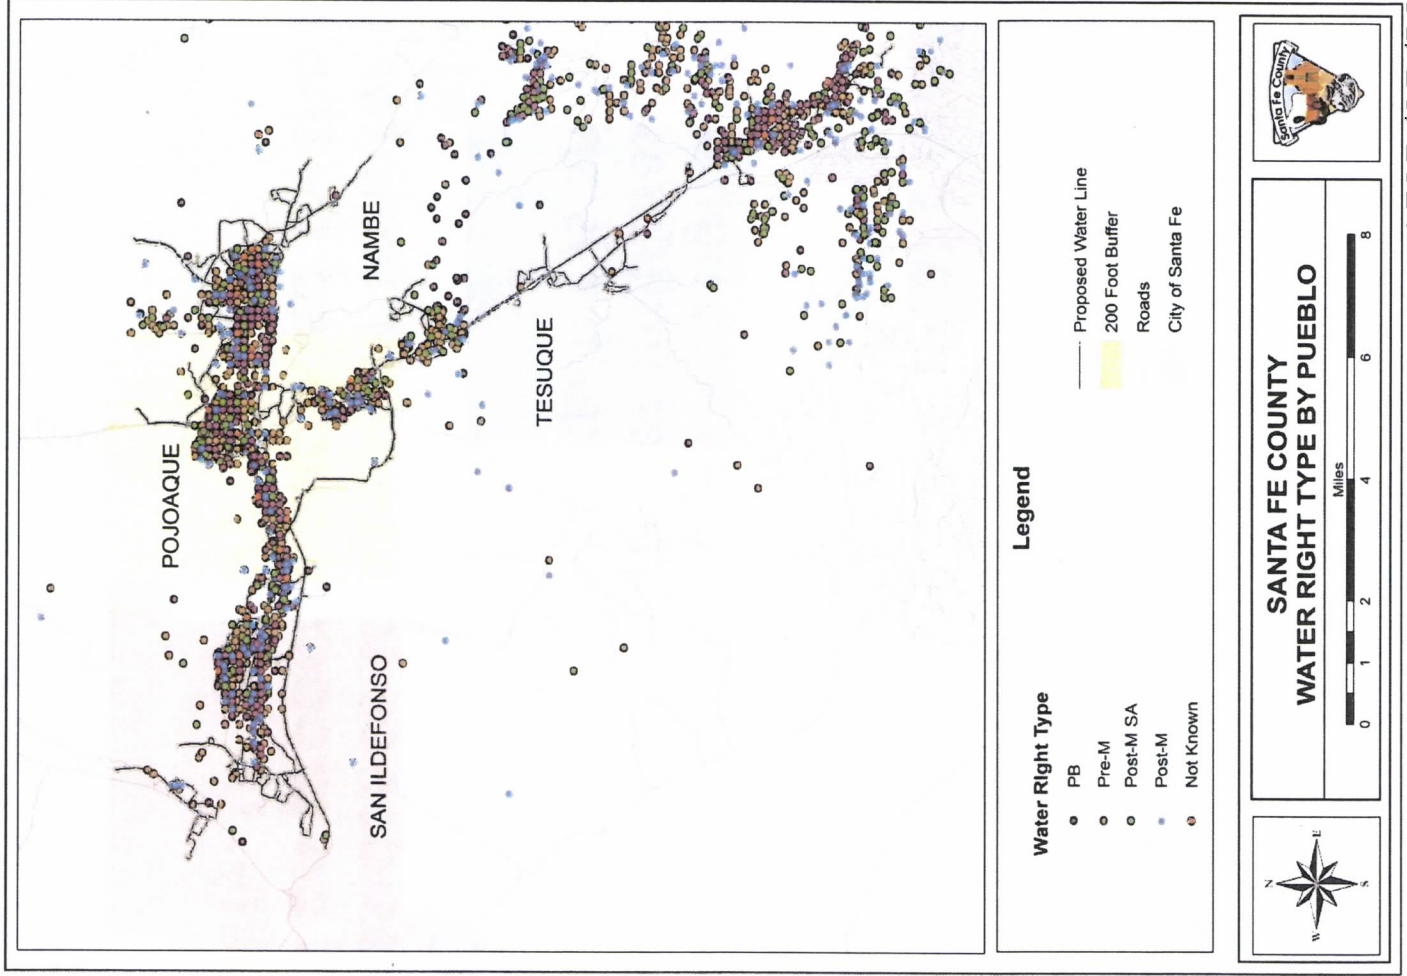 POJOAQUE
NAMBE
SAN ILDEFONSO
TESUQUE
Legend
Water Right Type
PB
Pre-M
Post-M SA
Post-M
Not Known
Proposed Water Line
200 Foot Buffer
Roads
City of Santa Fe
N
W
E
S
SANTA FE COUNTY
WATER RIGHT TYPE BY PUEBLO
Miles
0 1 2 4 6 8
Santa Fe County